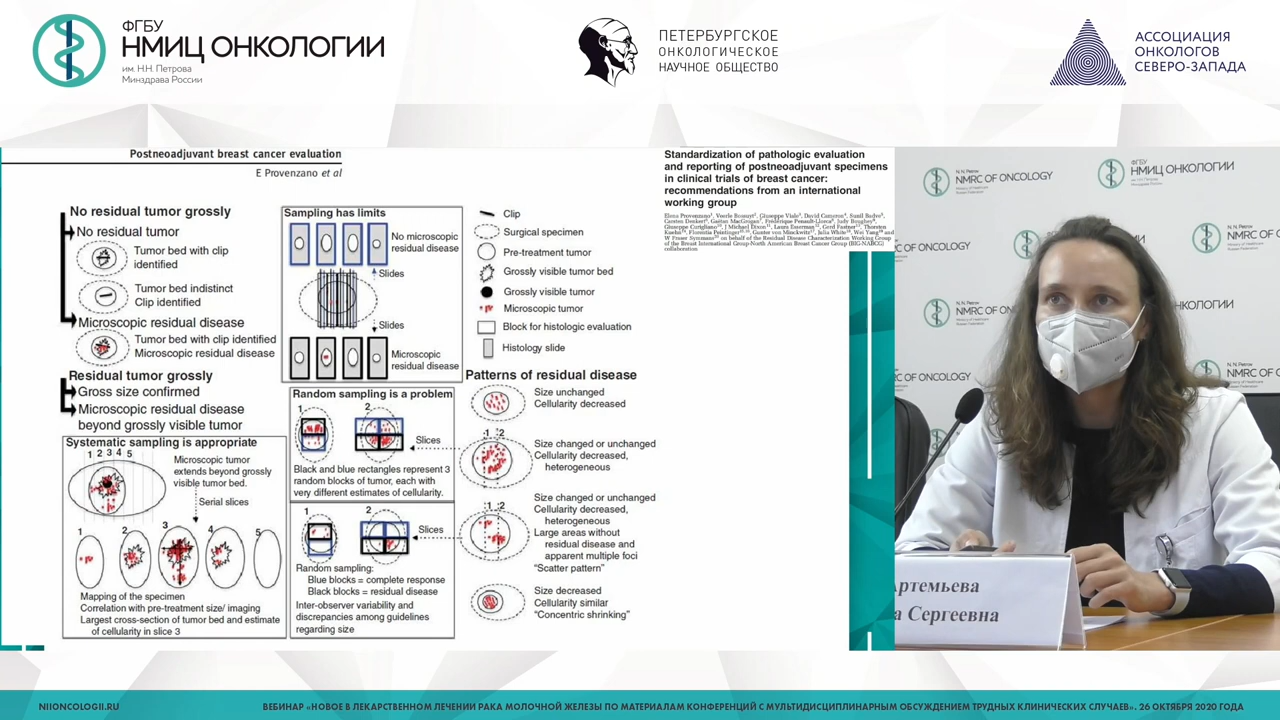 ФГБУ
НМИЦ ОНКОЛОГИИ
им. Н.Н. Петрова
Минздрава России
ПЕТЕРБУРГСКОЕ
ОНКОЛОГИЧЕСКОЕ
НАУЧНОЕ ОБЩЕСТВО
АССОЦИАЦИЯ
ОНКОЛОГОВ
СЕВЕРО-ЗАПАДА
Postneoadjuvant breast cancer evaluation
E Provenzano et al
Standardization of pathologic evaluation
and reporting of postneoadjuvant specimens
in clinical trials of breast cancer:
recommendations from an international
working group
No residual tumor grossly
No residual tumor
Tumor bed with clip
identified
Tumor bed indistinct
Clip identified
Microscopic residual disease
Tumor bed with clip identified
Microscopic residual disease
Residual tumor grossly
Gross size confirmed
Microscopic residual disease
beyond grossly visible tumor
Systematic sampling is appropriate
1 2 3 4 5
Microscopic tumor
extends beyond grossly
visible tumor bed.
Serial slices
1
2
3
4
5
Mapping of the specimen
Correlation with pre-treatment size/ imaging
Largest cross-section of tumor bed and estimate
of cellularity in slice 3
Sampling has limits
No microscopic
residual disease
Slides
Slides
Microscopic
residual disease
Random sampling is a problem
1
2
Slices
Black and blue rectangles represent 3
random blocks of tumor, each with
very different estimates of cellularity.
1
2
Slices
Random sampling:
Blue blocks = complete response
Black blocks = residual disease
Inter-observer variability and
discrepancies among guidelines
regarding size
Clip
Surgical specimen
Pre-treatment tumor
Grossly visible tumor bed
Grossly visible tumor
Microscopic tumor
Block for histologic evaluation
Histology slide
Patterns of residual disease
Size unchanged
Cellularity decreased
1 2
Size changed or unchanged
Cellularity decreased,
heterogeneous
1 2
Size changed or unchanged
Cellularity decreased,
heterogeneous
Large areas without
residual disease and
apparent multiple foci
“Scatter pattern”
Size decreased
Cellularity similar
“Concentric shrinking”
N.N. Petrov
NMRC OF ONCOLOGY
ФГБУ
НМИЦ ОНКОЛОГИИ
OF ONCOLOGY
N.N. Petrov
NMRC OF
N.N. Petrov
NMRC OF ONCOLOGY
КОЛОГИИ
OF ONCOLOGY
N.N. Petrov
NMRC OF O
Артемьева
а Сергеевна
NIIONCOLOGII.RU
ВЕБИНАР «НОВОЕ В ЛЕКАРСТВЕННОМ ЛЕЧЕНИИ РАКА МОЛОЧНОЙ ЖЕЛЕЗЫ ПО МАТЕРИАЛАМ КОНФЕРЕНЦИЙ С МУЛЬТИДИСЦИПЛИНАРНЫМ ОБСУЖДЕНИЕМ ТРУДНЫХ КЛИНИЧЕСКИХ СЛУЧАЕВ». 26 ОКТЯБРЯ 2020 ГОДА